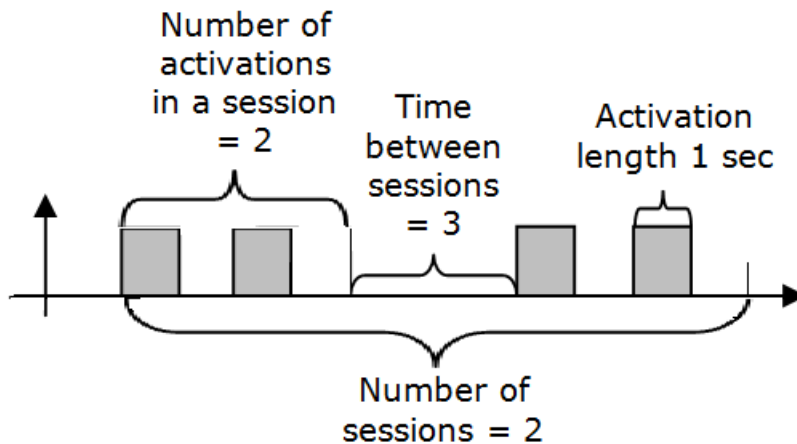 Number of
activations
in a session
= 2
Time
between
sessions
= 3
Activation
length 1 sec
Number of
sessions = 2